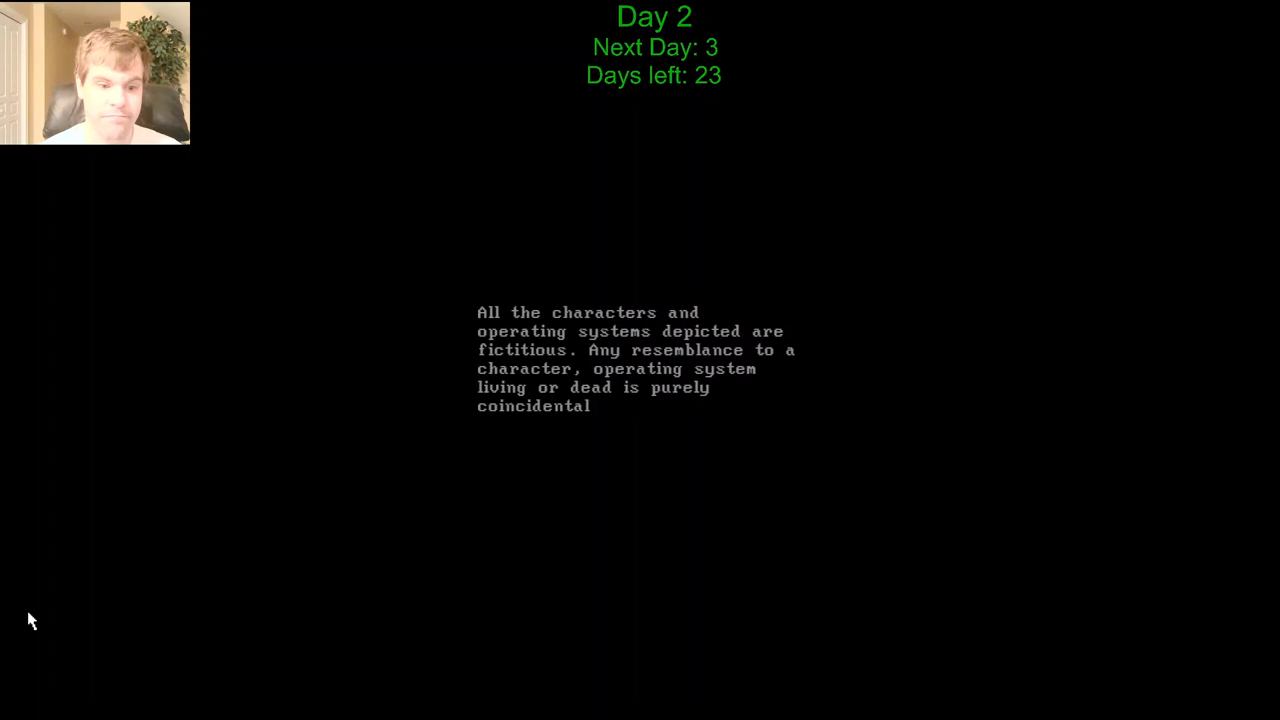 Day 2
Next Day: 3
Days left: 23
All the characters and
operating systems depicted are
fictitious. Any resemblance to a
character, operating system
living or dead is purely
coincidental